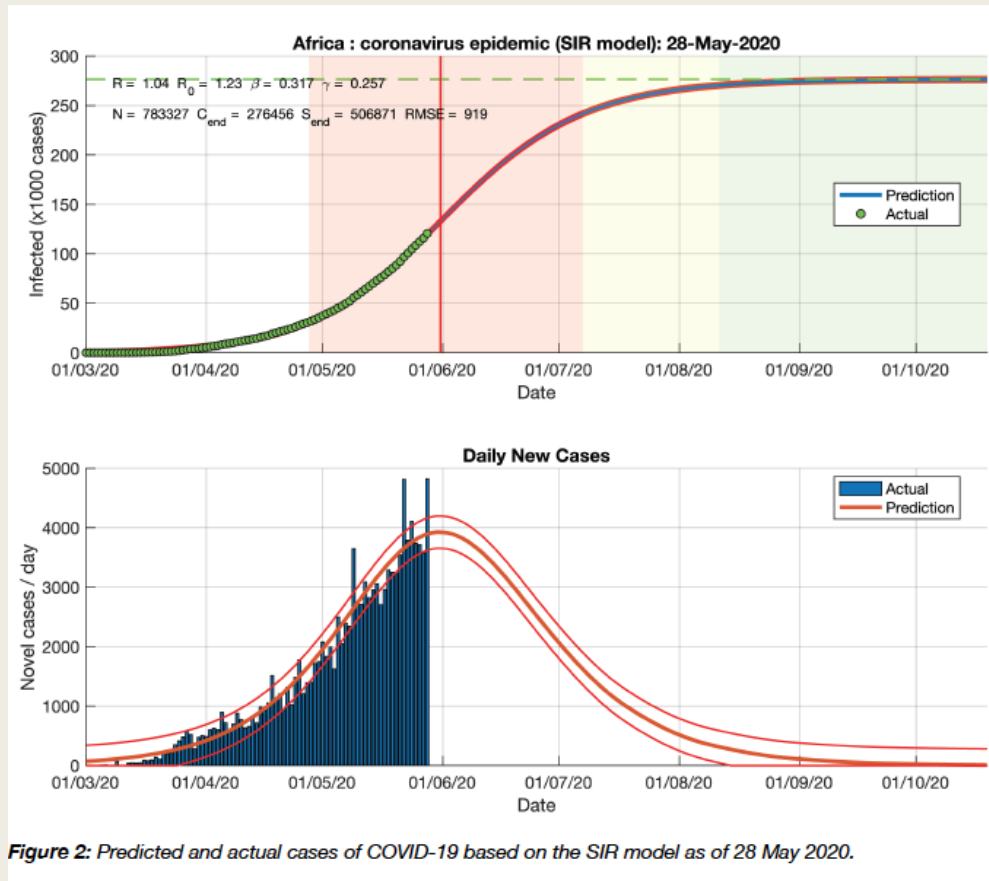 Africa : coronavirus epidemic (SIR model): 28-May-2020
300
250
200
150
100
50
0
Infected (x1000 cases)
R = 1.04 R0 = 1.23 β = 0.317 γ = 0.257
N = 783327 Cend = 276456 Send = 506871 RMSE = 919
Prediction
Actual
01/03/20 01/04/20 01/05/20 01/06/20 01/07/20 01/08/20 01/09/20 01/10/20
Date
Daily New Cases
5000
4000
3000
2000
1000
0
Novel cases / day
Actual
Prediction
01/03/20 01/04/20 01/05/20 01/06/20 01/07/20 01/08/20 01/09/20 01/10/20
Date
Figure 2: Predicted and actual cases of COVID-19 based on the SIR model as of 28 May 2020.